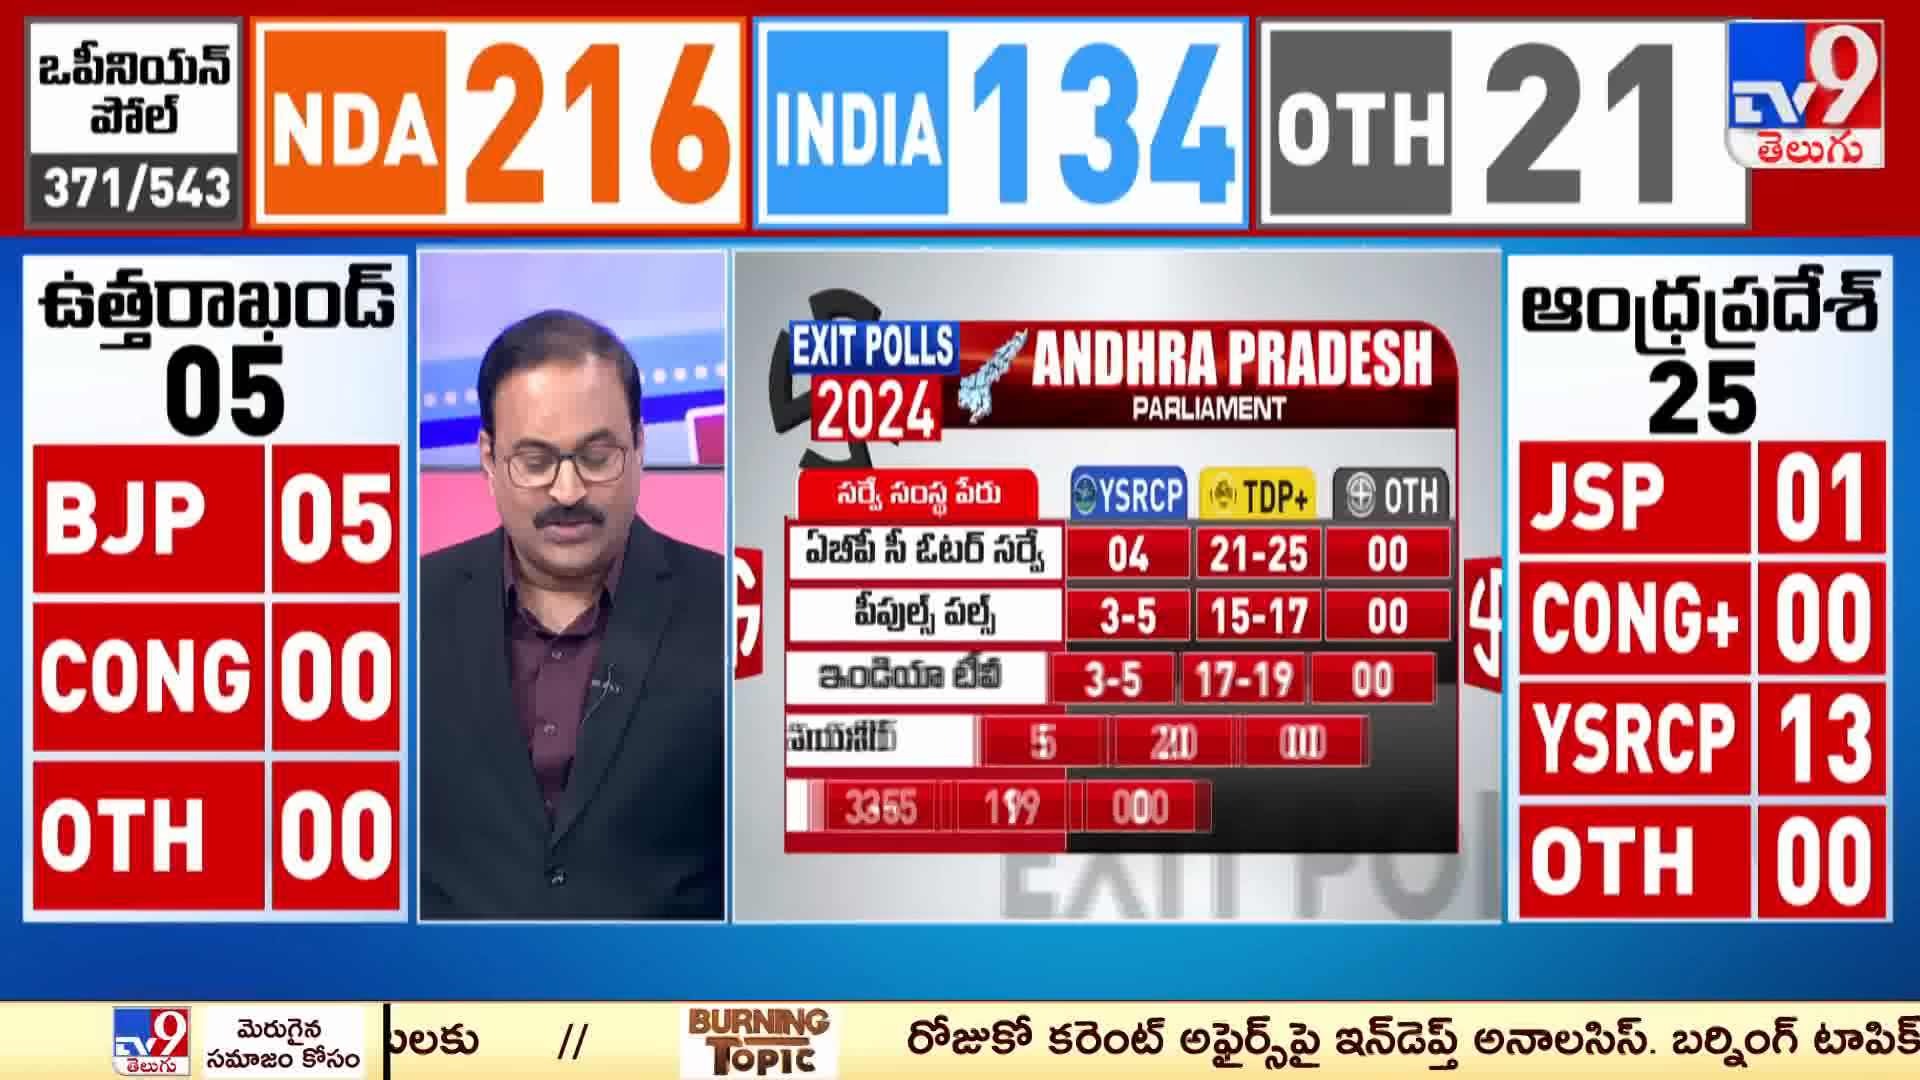 ఒపీనియన్
పోల్
371/543
NDA 216
INDIA 134
OTH 21
TV9
తెలుగు
ఉత్తరాఖండ్
05
BJP 05
CONG 00
OTH 00
EXIT POLLS
2024
ANDHRA PRADESH
PARLIAMENT
సర్వే సంస్థ పేరు YSRCP TDP+ OTH
ఏబీపీ సీ ఓటర్ సర్వే 04 21-25 00
పీపుల్స్ పల్స్ 3-5 15-17 00
ఇండియా టీవీ 3-5 17-19 00
EXIT POL
ఆంధ్రప్రదేశ్
25
JSP 01
CONG+ 00
YSRCP 13
OTH 00
TV9
తెలుగు
మెరుగైన
సమాజం కోసం
పలకు // BURNING TOPIC రోజుకో కరెంట్ అఫైర్స్‌పై ఇన్‌డెప్త్ అనాలసిస్. బర్నింగ్ టాపిక్